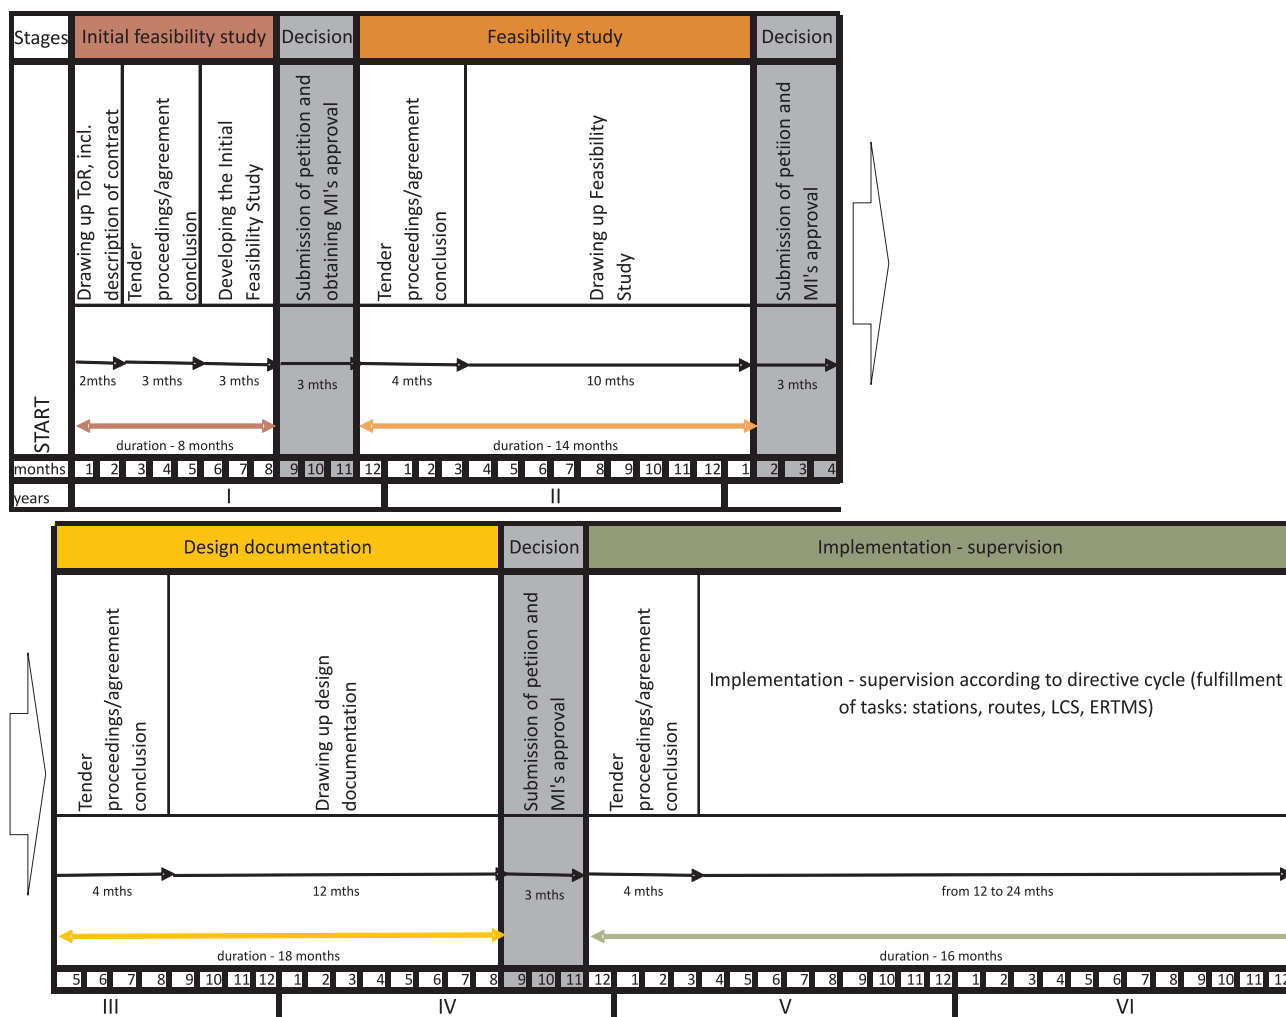 Stages
Initial feasibility study
Decision
Feasibility study
Decision
START
Drawing up ToR, incl.
description of contract
Tender
proceedings/agreement
conclusion
Developing the Initial
Feasibility Study
Submission of petition and
obtaining MI's approval
Tender
proceedings/agreement
conclusion
Drawing up Feasibility
Study
Submission of petiion and
MI's approval
2mths
3 mths
3 mths
3 mths
4 mths
10 mths
3 mths
duration - 8 months
duration - 14 months
months 1 2 3 4 5 6 7 8 9 10 11 12 1 2 3 4 5 6 7 8 9 10 11 12 1 2 3 4
years I II
Design documentation
Decision
Implementation - supervision
Tender
proceedings/agreement
conclusion
Drawing up design
documentation
Submission of petiion and
MI's approval
Tender
proceedings/agreement
conclusion
Implementation - supervision according to directive cycle (fulfillment
of tasks: stations, routes, LCS, ERTMS)
4 mths
12 mths
3 mths
4 mths
from 12 to 24 mths
duration - 18 months
duration - 16 months
5 6 7 8 9 10 11 12 1 2 3 4 5 6 7 8 9 10 11 12 1 2 3 4 5 6 7 8 9 10 11 12 1 2 3 4 5 6 7 8 9 10 11 12
III IV V VI